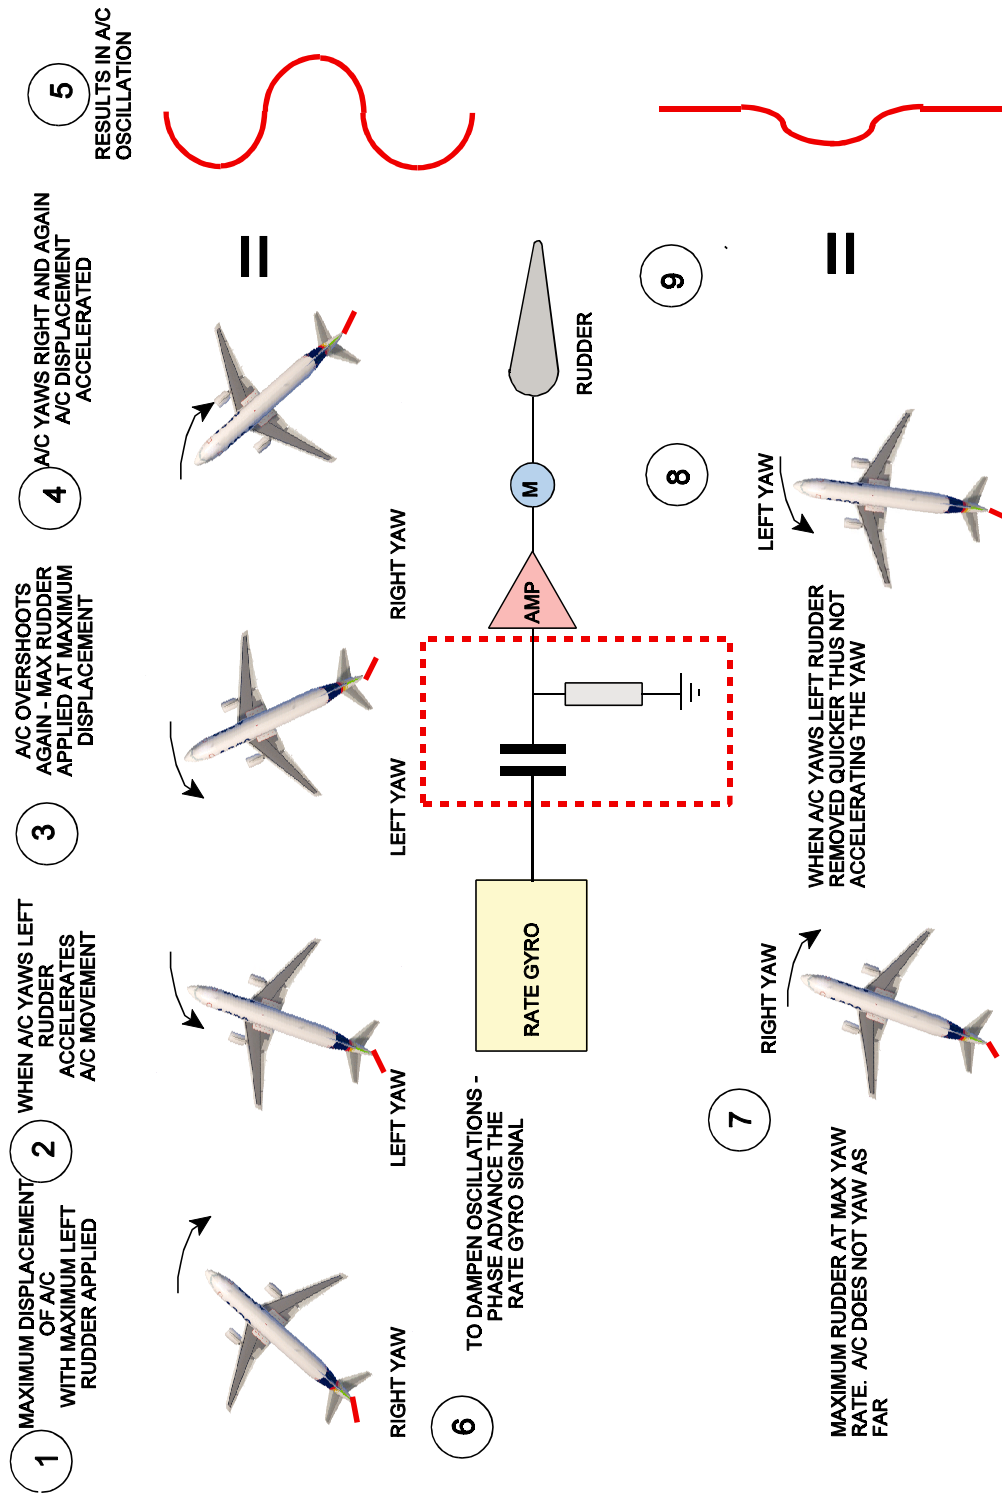 1
MAXIMUM DISPLACEMENT
OF A/C
WITH MAXIMUM LEFT
RUDDER APPLIED
RIGHT YAW
2
WHEN A/C YAWS LEFT
RUDDER
ACCELERATES
A/C MOVEMENT
LEFT YAW
3
A/C OVERSHOOTS
AGAIN - MAX RUDDER
APPLIED AT MAXIMUM
DISPLACEMENT
LEFT YAW
4
A/C YAWS RIGHT AND AGAIN
A/C DISPLACEMENT
ACCELERATED
RIGHT YAW
5
RESULTS IN A/C
OSCILLATION
6
TO DAMPEN OSCILLATIONS -
PHASE ADVANCE THE
RATE GYRO SIGNAL
RATE GYRO
AMP
M
RUDDER
7
RIGHT YAW
MAXIMUM RUDDER AT MAX YAW
RATE. A/C DOES NOT YAW AS
FAR
8
LEFT YAW
WHEN A/C YAWS LEFT RUDDER
REMOVED QUICKER THUS NOT
ACCELERATING THE YAW
9